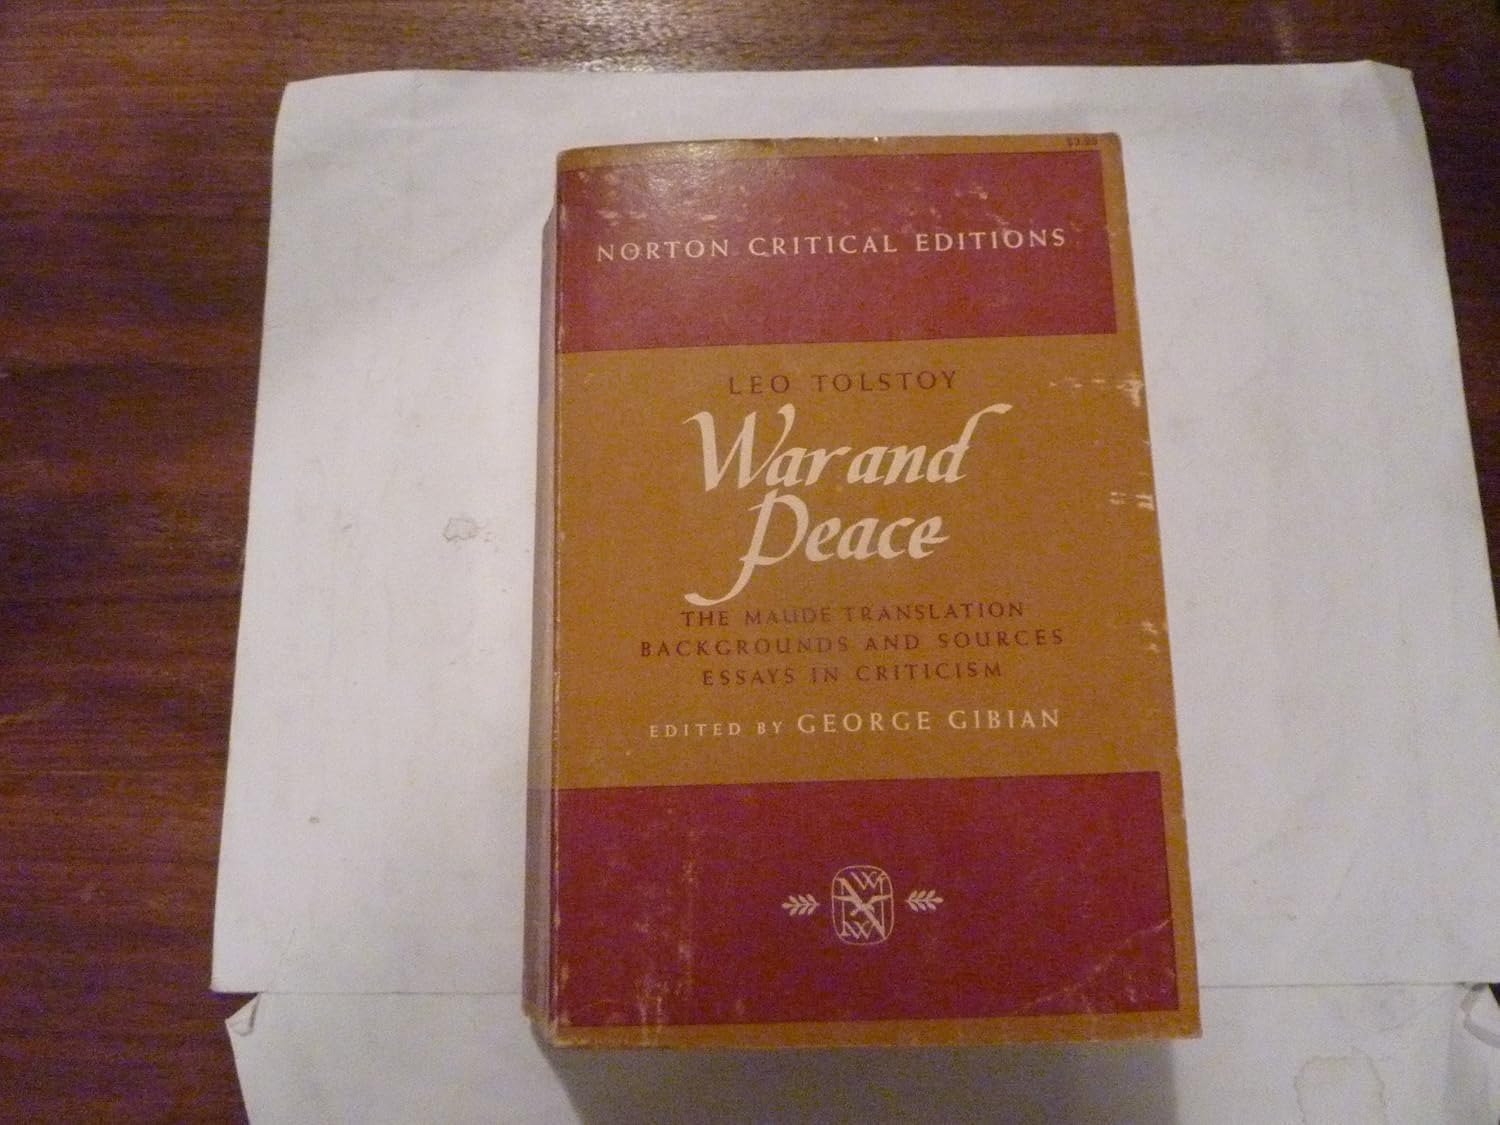 NORTON CRITICAL EDITIONS
LEO TOLSTOY
War and
Peace
THE MAUDE TRANSLATION
BACKGROUNDS AND SOURCES
ESSAYS IN CRITICISM
EDITED BY GEORGE GIBIAN